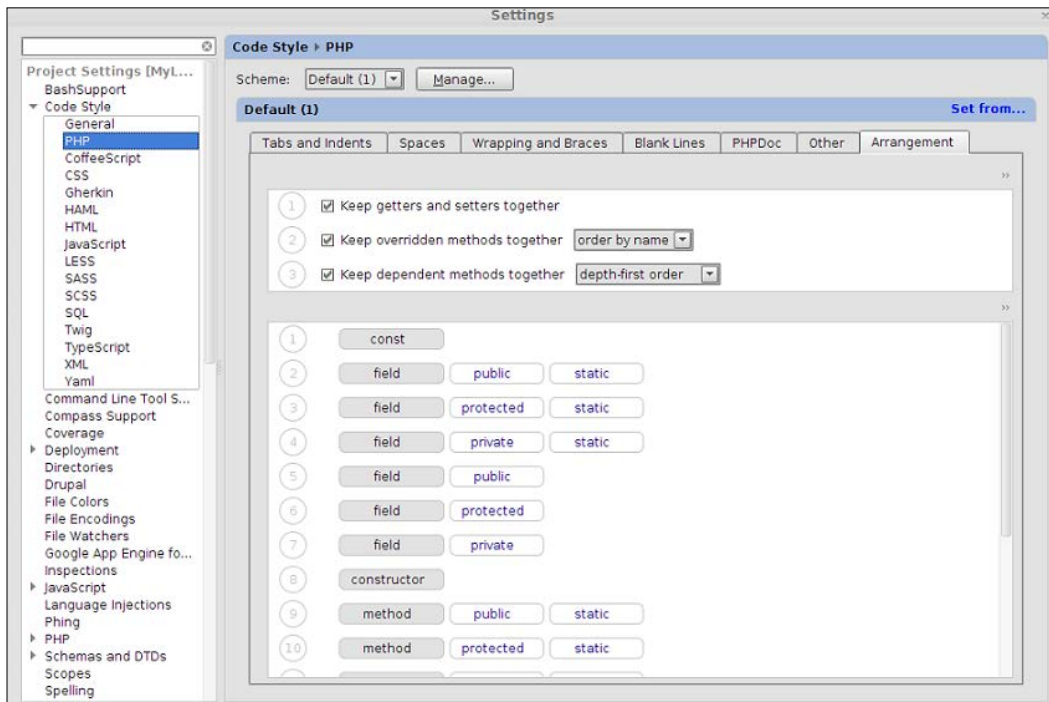 Settings
Project Settings [MyL...
BashSupport
Code Style
General
PHP
CoffeeScript
CSS
Gherkin
HAML
HTML
JavaScript
LESS
SASS
SCSS
SQL
Twig
TypeScript
XML
Yaml
Command Line Tool S...
Compass Support
Coverage
Deployment
Directories
Drupal
File Colors
File Encodings
File Watchers
Google App Engine fo...
Inspections
JavaScript
Language Injections
Phing
PHP
Schemas and DTDs
Scopes
Spelling
Code Style ▸ PHP
Scheme: Default (1) Manage...
Default (1) Set from...
Tabs and Indents Spaces Wrapping and Braces Blank Lines PHPDoc Other Arrangement
1 Keep getters and setters together
2 Keep overridden methods together order by name
3 Keep dependent methods together depth-first order
1 const
2 field public static
3 field protected static
4 field private static
5 field public
6 field protected
7 field private
8 constructor
9 method public static
10 method protected static